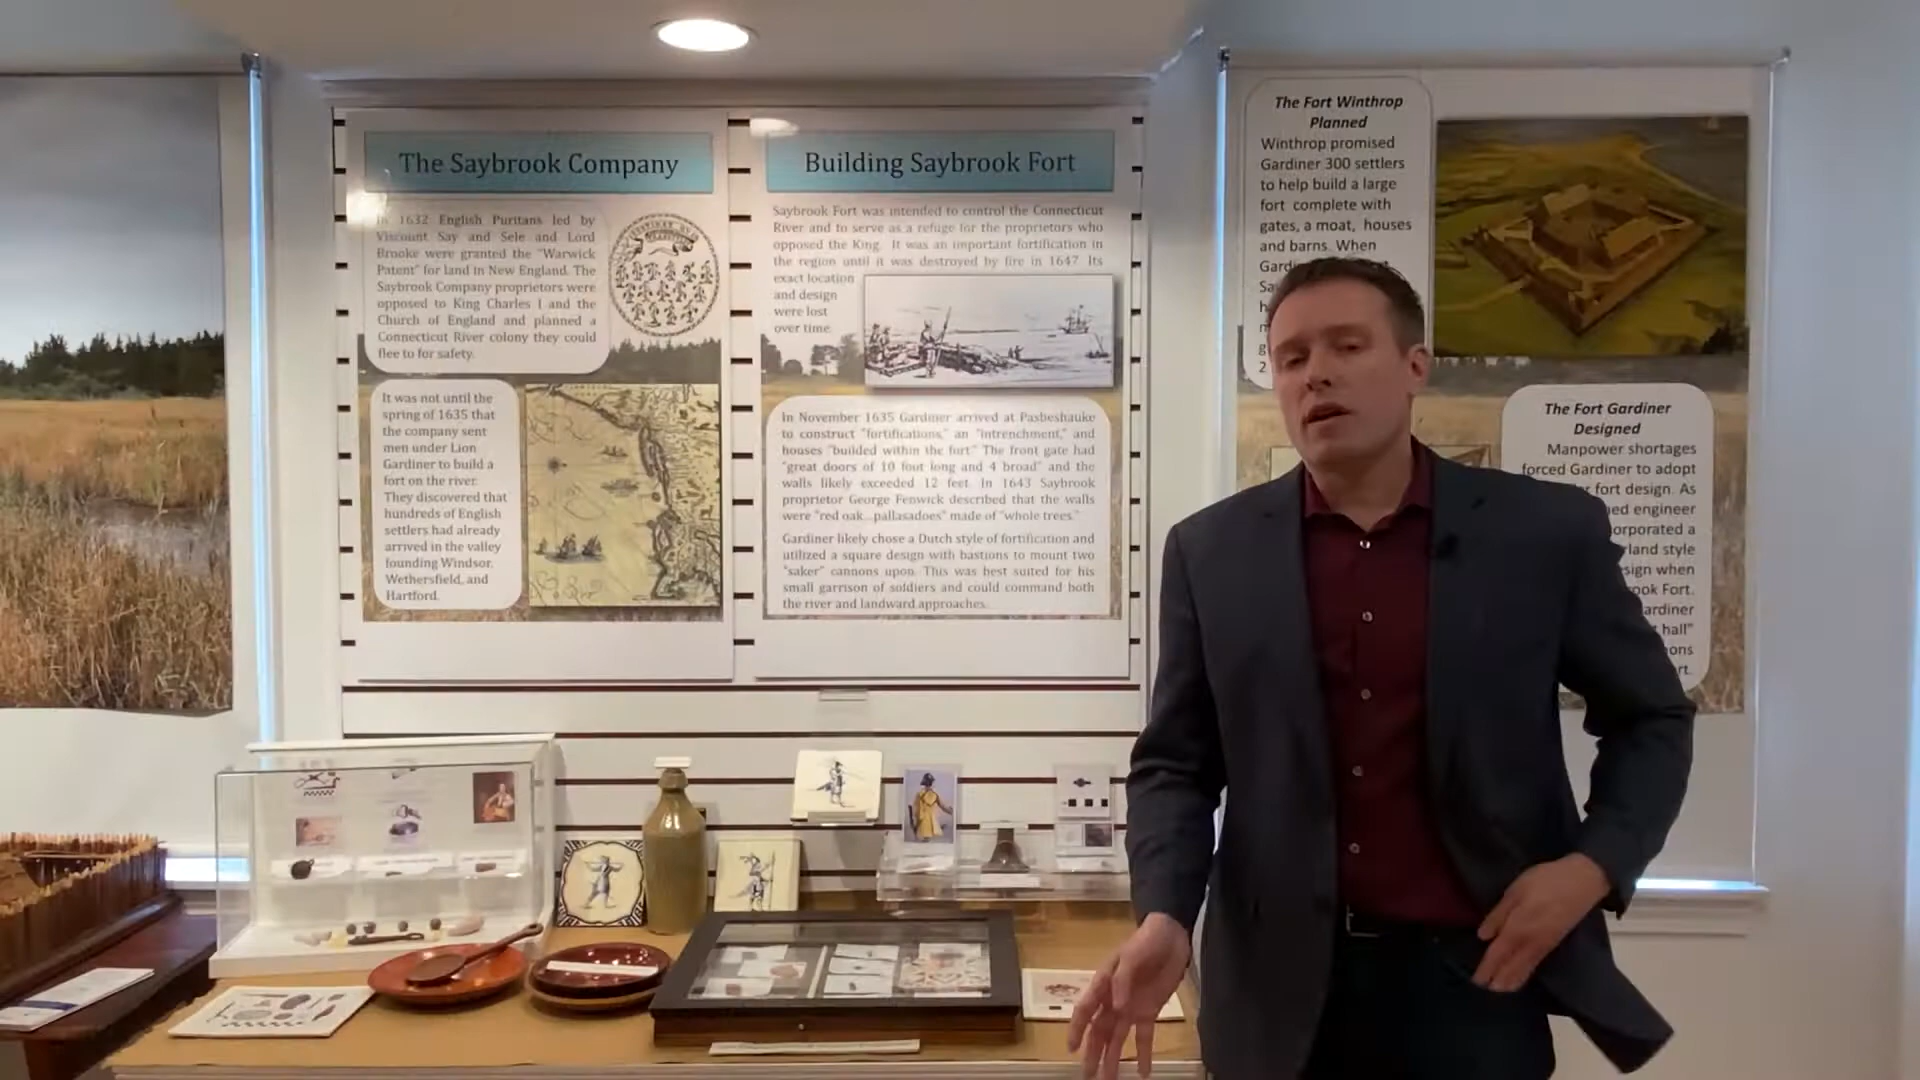 The Saybrook Company
In 1632 English Puritans led by
Viscount Say and Sele and Lord
Brooke were granted the "Warwick
Patent" for land in New England. The
Saybrook Company proprietors were
opposed to King Charles I and the
Church of England and planned a
Connecticut River colony they could
flee to for safety.
It was not until the
spring of 1635 that
the company sent
men under Lion
Gardiner to build a
fort on the river.
They discovered that
hundreds of English
settlers had already
arrived in the valley
founding Windsor,
Wethersfield, and
Hartford.
Building Saybrook Fort
Saybrook Fort was intended to control the Connecticut
River and to serve as a refuge for the proprietors who
opposed the King. It was an important fortification in
the region until it was destroyed by fire in 1647. Its
exact location
and design
were lost
over time.
In November 1635 Gardiner arrived at Pasbeshauke
to construct "fortifications," an "intrenchment," and
houses "builded within the fort" The front gate had
"great doors of 10 foot long and 4 broad" and the
walls likely exceeded 12 feet. In 1643 Saybrook
proprietor George Fenwick described that the walls
were "red oak...pallasadoes" made of "whole trees."
Gardiner likely chose a Dutch style of fortification and
utilized a square design with bastions to mount two
"saker" cannons upon. This was best suited for his
small garrison of soldiers and could command both
the river and landward approaches.
The Fort Winthrop
Planned
Winthrop promised
Gardiner 300 settlers
to help build a large
fort complete with
gates, a moat, houses
and barns. When
Gardi
Sa
h
m
g
2
The Fort Gardiner
Designed
Manpower shortages
forced Gardiner to adopt
r fort design. As
ned engineer
orporated a
rland style
sign when
rook Fort.
ardiner
t hall"
ons
rt.